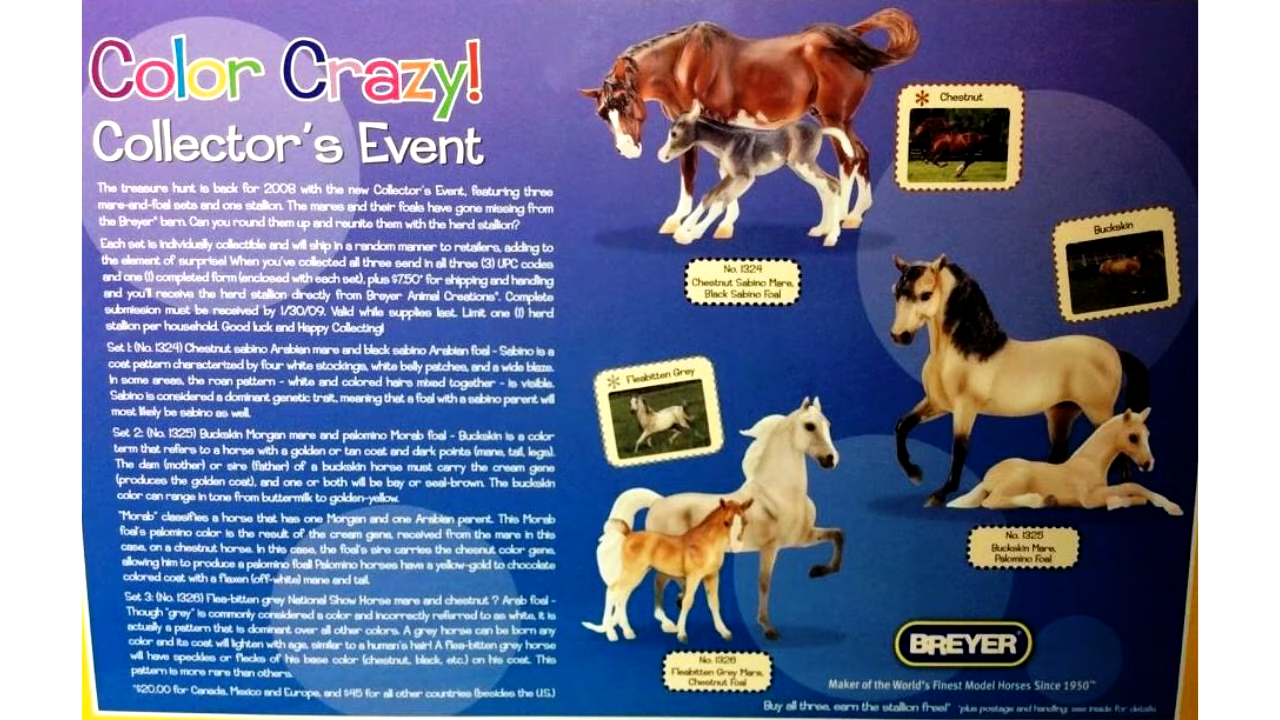 Color Crazy!
Collector's Event
The treasure hunt is back for 2008 with the new Collector's Event, featuring three
mare-and-foal sets and one stallion. The mares and their foals have gone missing from
the Breyer® barn. Can you round them up and reunite them with the herd stallion?
Each set is individually collectible and will ship in a random manner to retailers, adding to
the element of surprise! When you've collected all three send in all three (3) UPC codes
and one (1) completed form (enclosed with each set), plus $7.50* for shipping and handling
and you'll receive the herd stallion directly from Breyer Animal Creations®. Complete
submission must be received by 1/30/09. Valid while supplies last. Limit one (1) herd
stallion per household. Good luck and Happy Collecting!
Set 1: (No. 1324) Chestnut sabino Arabian mare and black sabino Arabian foal - Sabino is a
coat pattern characterized by four white stockings, white belly patches, and a wide blaze.
In some areas, the roan pattern - white and colored hairs mixed together - is visible.
Sabino is considered a dominant genetic trait, meaning that a foal with a sabino parent will
most likely be sabino as well.
Set 2: (No. 1325) Buckskin Morgan mare and palomino Morab foal - Buckskin is a color
term that refers to a horse with a golden or tan coat and dark points (mane, tail, legs).
The dam (mother) or sire (father) of a buckskin horse must carry the cream gene
(produces the golden coat), and one or both will be bay or seal-brown. The buckskin
color can range in tone from buttermilk to golden-yellow.
"Morab" classifies a horse that has one Morgan and one Arabian parent. This Morab
foal's palomino color is the result of the cream gene, received from the mare in this
case, on a chestnut horse. In this case, the foal's sire carries the chesnut color gene,
allowing him to produce a palomino foal! Palomino horses have a yellow-gold to chocolate
colored coat with a flaxen (off-white) mane and tail.
Set 3: (No. 1326) Flea-bitten grey National Show Horse mare and chestnut ? Arab foal -
Though "grey" is commonly considered a color and incorrectly referred to as white, it is
actually a pattern that is dominant over all other colors. A grey horse can be born any
color and its coat will lighten with age, similar to a human's hair! A flea-bitten grey horse
will have speckles or flecks of his base color (chestnut, black, etc.) on his coat. This
pattern is more rare than others.
*$20.00 for Canada, Mexico and Europe, and $45 for all other countries (besides the U.S.)
Chestnut
No. 1324
Chestnut Sabino Mare,
Black Sabino Foal
Buckskin
Fleabitten Grey
No. 1325
Buckskin Mare,
Palomino Foal
No. 1326
Fleabitten Grey Mare,
Chestnut Foal
BREYER®
Maker of the World's Finest Model Horses Since 1950™
Buy all three, earn the stallion free!* *plus postage and handling; see inside for details